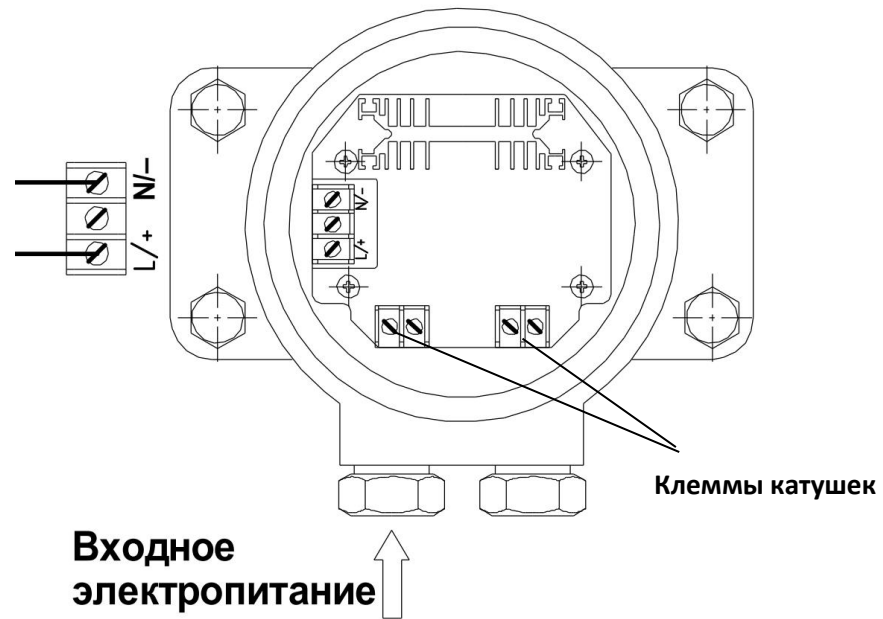 N/–
L/+
N/-
L/+
Клеммы катушек
Входное
электропитание